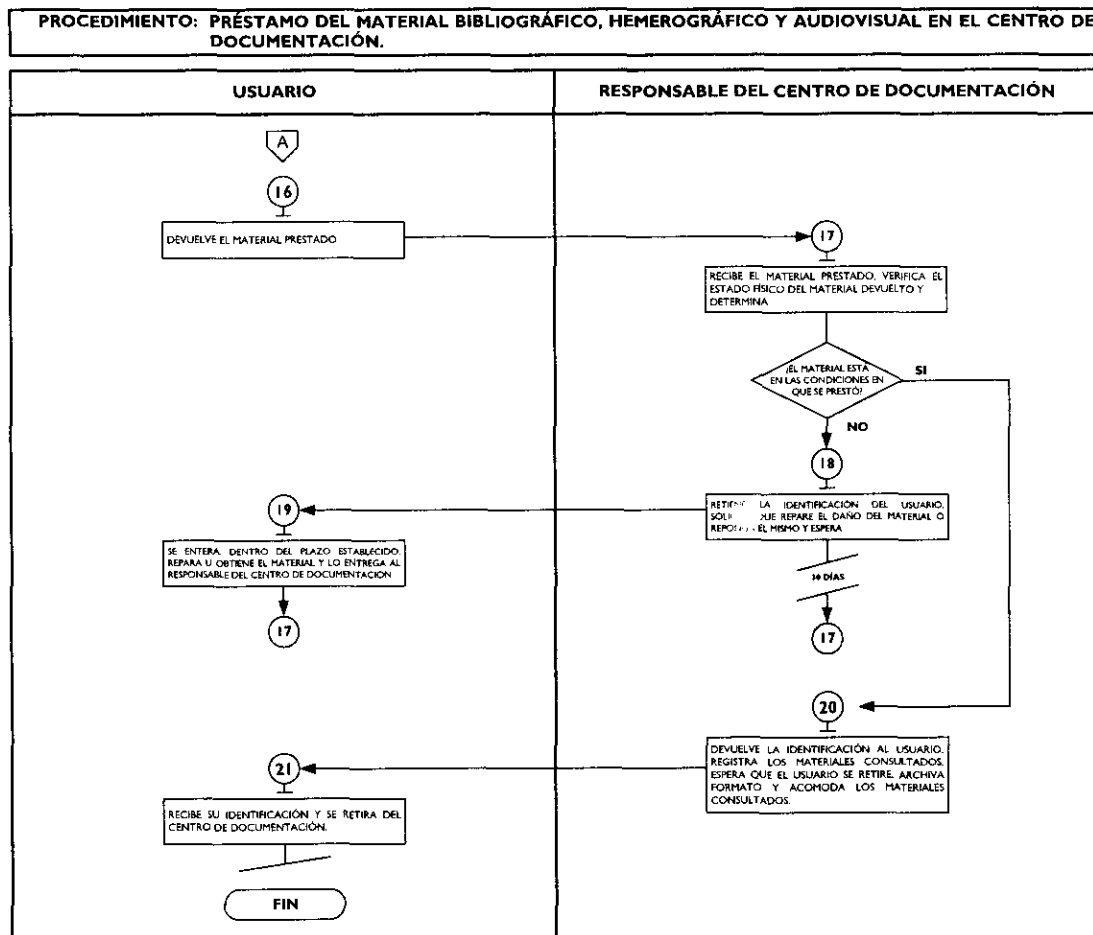 PROCEDIMIENTO: PRÉSTAMO DEL MATERIAL BIBLIOGRÁFICO, HEMEROGRÁFICO Y AUDIOVISUAL EN EL CENTRO DE
DOCUMENTACIÓN.
USUARIO
RESPONSABLE DEL CENTRO DE DOCUMENTACIÓN
A
16
DEVUELVE EL MATERIAL PRESTADO
17
RECIBE EL MATERIAL PRESTADO, VERIFICA EL
ESTADO FÍSICO DEL MATERIAL DEVUELTO Y
DETERMINA
¿EL MATERIAL ESTÁ
EN LAS CONDICIONES EN
QUE SE PRESTÓ?
SI
NO
18
LA IDENTIFICACIÓN DEL USUARIO,
REPARE EL DAÑO DEL MATERIAL O
EL MISMO Y ESPERA
19
SE ENTERA, DENTRO DEL PLAZO ESTABLECIDO,
REPARA U OBTIENE EL MATERIAL Y LO ENTREGA AL
RESPONSABLE DEL CENTRO DE DOCUMENTACIÓN
DÍAS
17
17
20
DEVUELVE LA IDENTIFICACIÓN AL USUARIO,
REGISTRA LOS MATERIALES CONSULTADOS,
ESPERA QUE EL USUARIO SE RETIRE, ARCHIVA
FORMATO Y ACOMODA LOS MATERIALES
CONSULTADOS.
21
RECIBE SU IDENTIFICACIÓN Y SE RETIRA DEL
CENTRO DE DOCUMENTACIÓN.
FIN